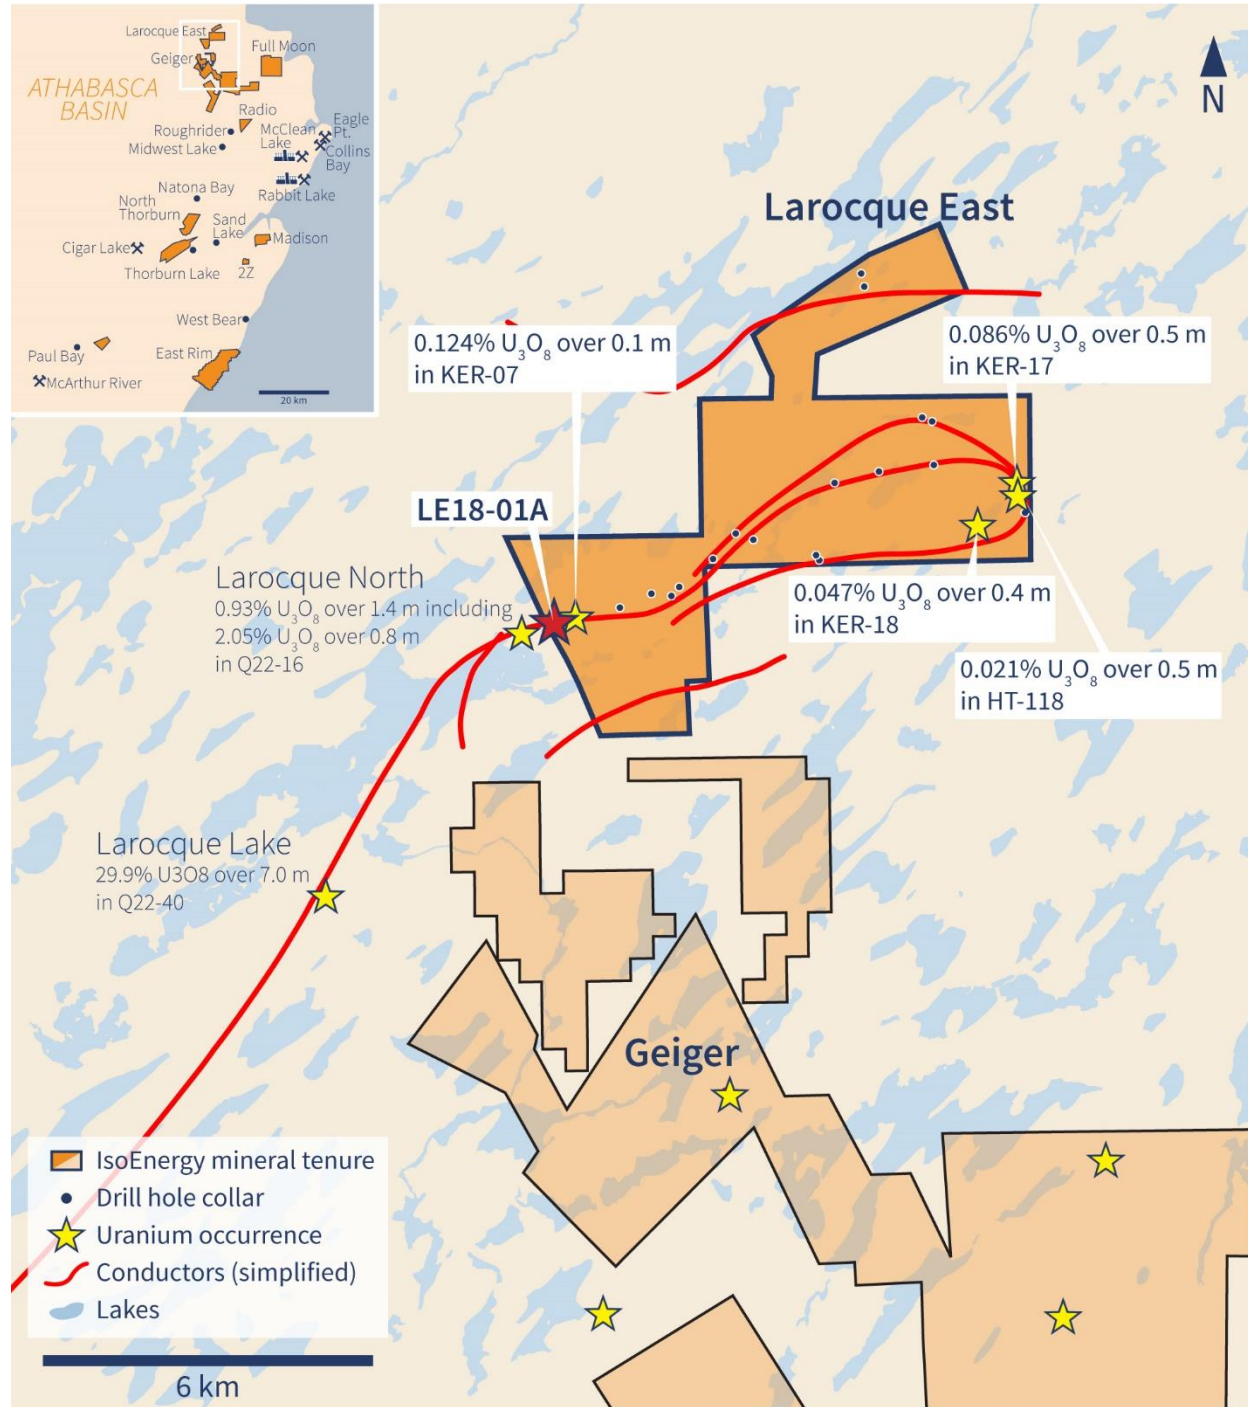 Larocque East
Geiger
Full Moon
ATHABASCA
BASIN
Radio
Roughrider
Midwest Lake
McClean
Lake
Eagle
Pt.
Collins
Bay
Rabbit Lake
Natona Bay
North
Thorburn
Sand
Lake
Cigar Lake
Madison
Thorburn Lake
2Z
West Bear
Paul Bay
East Rim
McArthur River
20 km
N
Larocque East
0.124% U₃O₈ over 0.1 m
in KER-07
0.086% U₃O₈ over 0.5 m
in KER-17
LE18-01A
Larocque North
0.93% U₃O₈ over 1.4 m including
2.05% U₃O₈ over 0.8 m
in Q22-16
0.047% U₃O₈ over 0.4 m
in KER-18
0.021% U₃O₈ over 0.5 m
in HT-118
Larocque Lake
29.9% U3O8 over 7.0 m
in Q22-40
Geiger
IsoEnergy mineral tenure
Drill hole collar
Uranium occurrence
Conductors (simplified)
Lakes
6 km